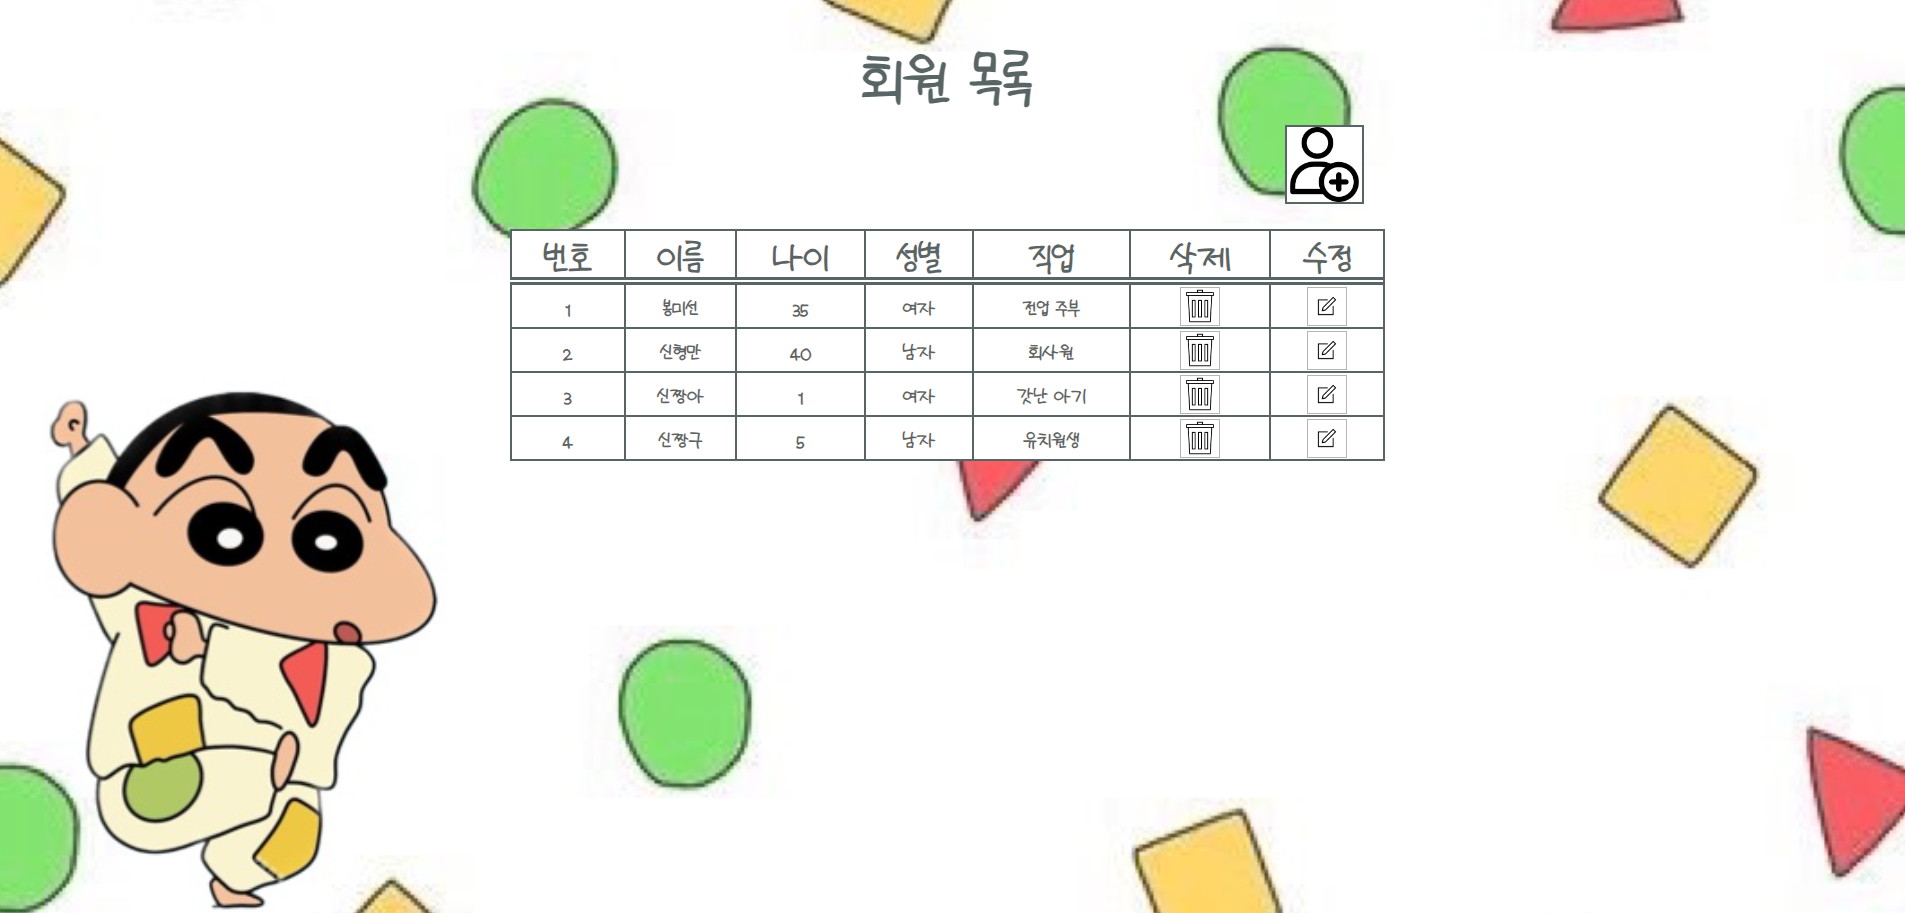 회원 목록
번호 이름 나이 성별 직업 삭제 수정
1 봉미선 35 여자 전업 주부
2 신형만 40 남자 회사원
3 신짱아 1 여자 갓난 아기
4 신짱구 5 남자 유치원생